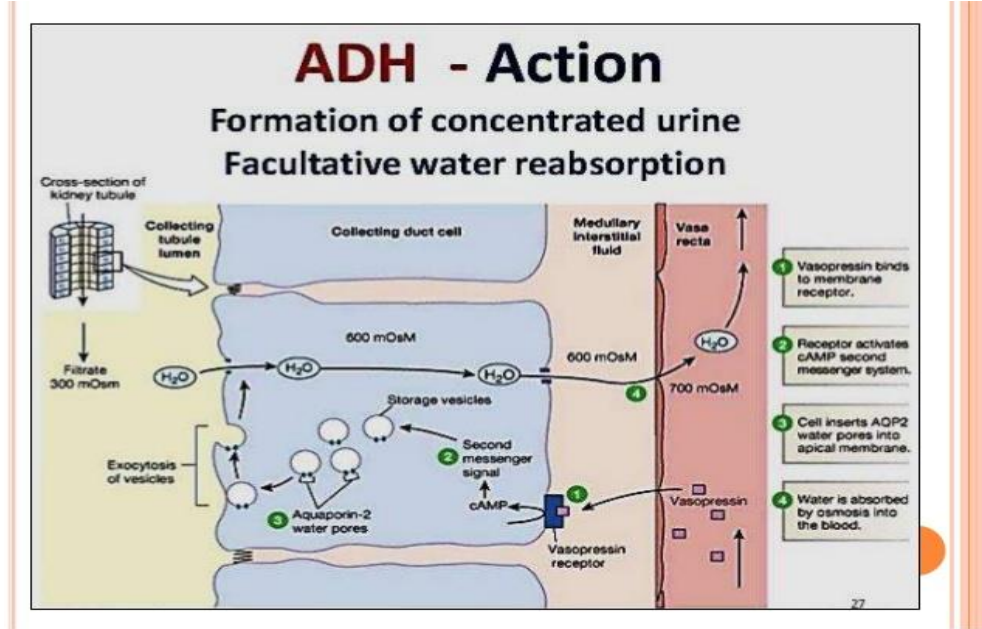 ADH - Action
Formation of concentrated urine
Facultative water reabsorption
Cross-section of
kidney tubule
Collecting
tubule
lumen
Collecting duct cell
Medullary
interstitial
fluid
Vasa
recta
Filtrate
300 mOsm
H₂O
600 mOsM
H₂O
H₂O
600 mOsM
4
700 mOsM
H₂O
Storage vesicles
Exocytosis
of vesicles
2
Second
messenger
signal
3
Aquaporin-2
water pores
cAMP
1
Vasopressin
receptor
Vasopressin
1
Vasopressin binds
to membrane
receptor.
2
Receptor activates
cAMP second
messenger system.
3
Cell inserts AQP2
water pores into
apical membrane.
4
Water is absorbed
by osmosis into
the blood.
27